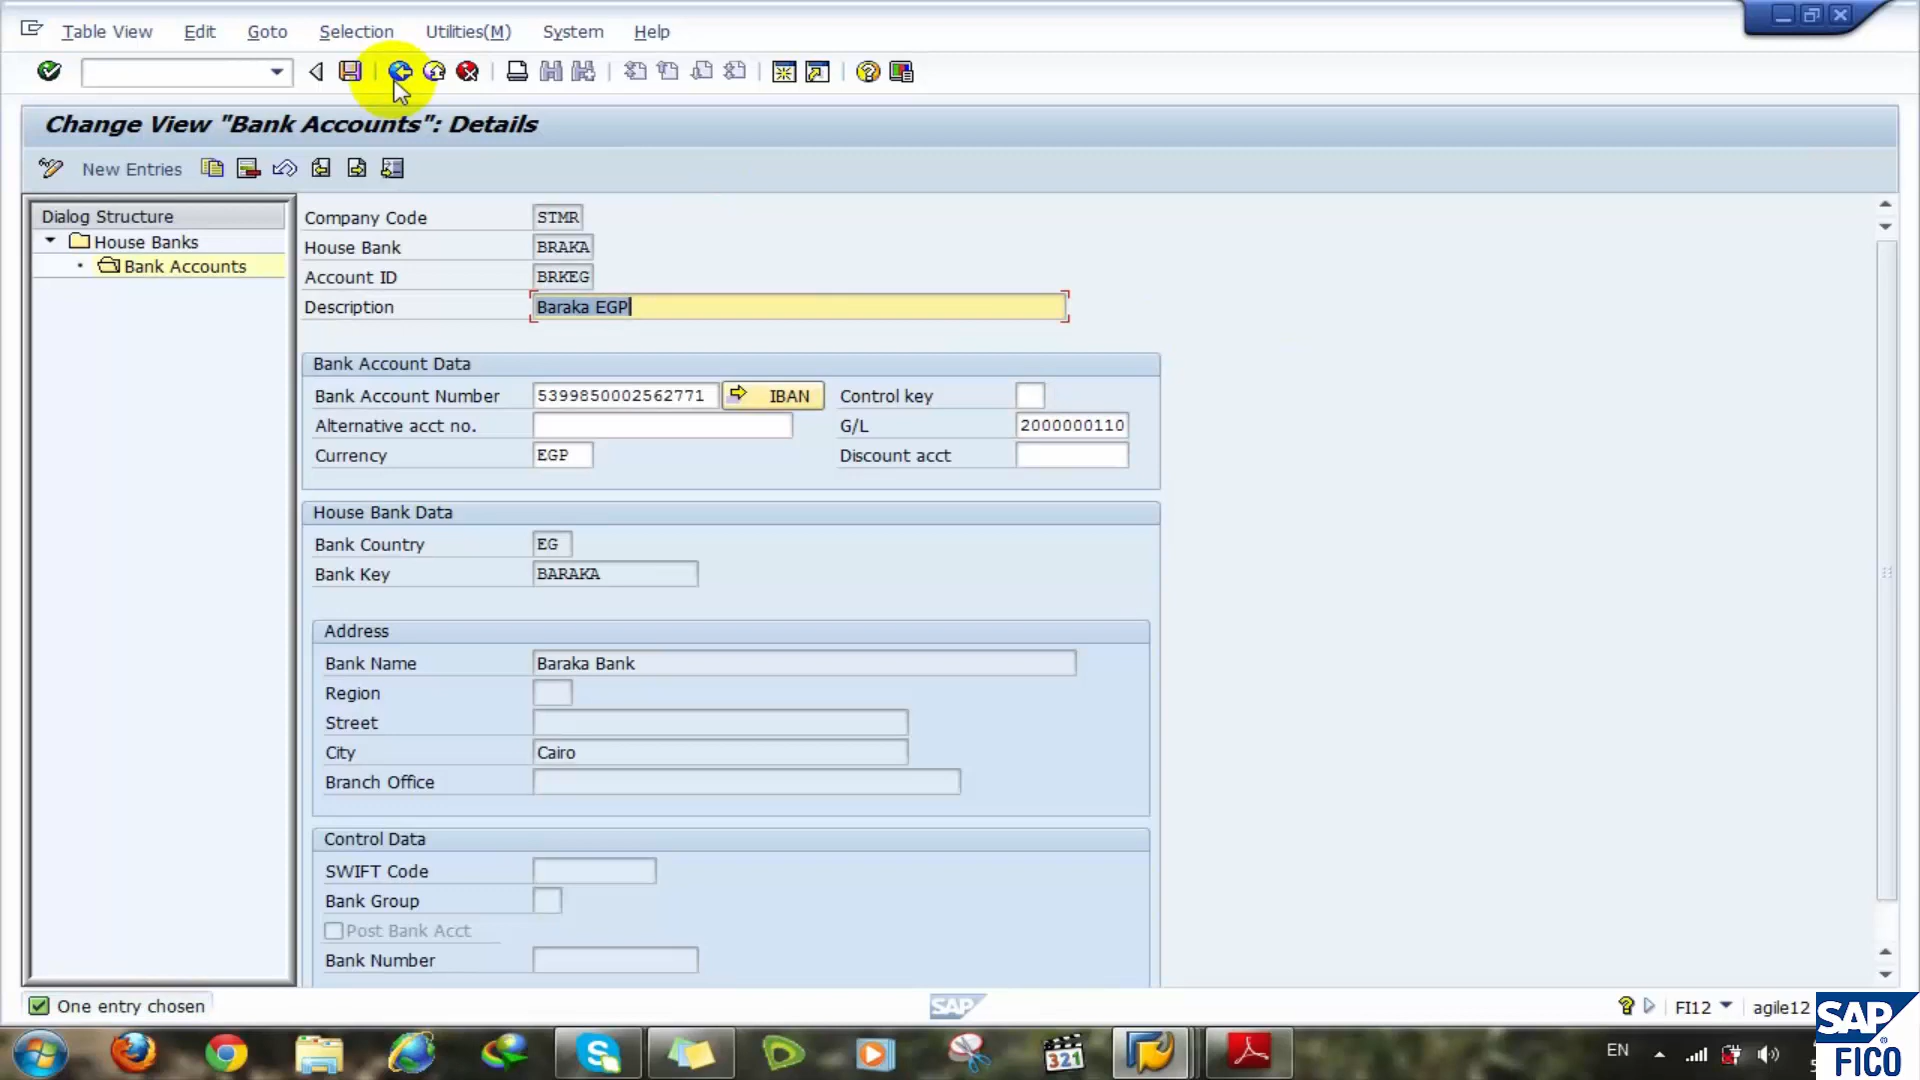 Table View Edit Goto Selection Utilities(M) System Help
Change View "Bank Accounts": Details
New Entries
Dialog Structure
House Banks
Bank Accounts
Company Code STMR
House Bank BRAKA
Account ID BRKEG
Description Baraka EGP
Bank Account Data
Bank Account Number 5399850002562771 IBAN Control key
Alternative acct no. G/L 2000000110
Currency EGP Discount acct
House Bank Data
Bank Country EG
Bank Key BARAKA
Address
Bank Name Baraka Bank
Region
Street
City Cairo
Branch Office
Control Data
SWIFT Code
Bank Group
Post Bank Acct
Bank Number
One entry chosen SAP FI12 agile12
SAP
FICO
321
EN